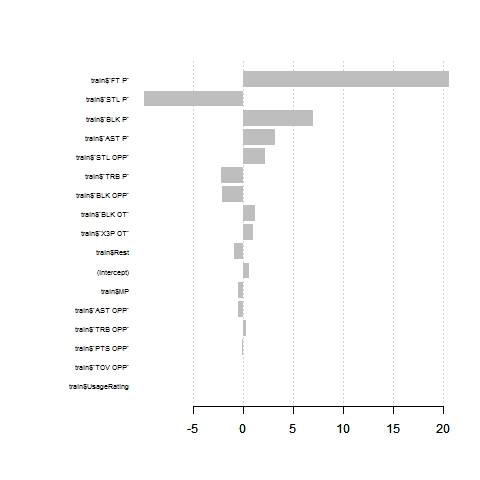 train$`FT P`
train$`STL P`
train$`BLK P`
train$`AST P`
train$`STL OPP`
train$`TRB P`
train$`BLK OPP`
train$`BLK OT`
train$`X3P OT`
train$Rest
(Intercept)
train$MP
train$`AST OPP`
train$`TRB OPP`
train$`PTS OPP`
train$`TOV OPP`
train$UsageRating
-5 0 5 10 15 20